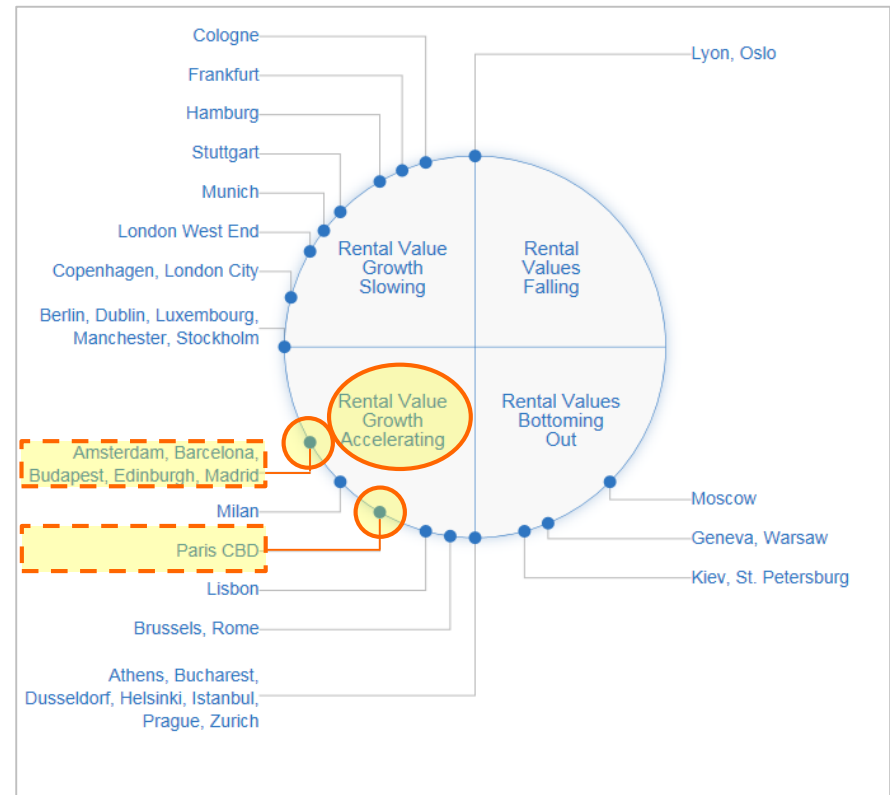 Cologne
Frankfurt
Hamburg
Stuttgart
Munich
London West End
Copenhagen, London City
Berlin, Dublin, Luxembourg,
Manchester, Stockholm
Amsterdam, Barcelona,
Budapest, Edinburgh, Madrid
Milan
Paris CBD
Lisbon
Brussels, Rome
Athens, Bucharest,
Dusseldorf, Helsinki, Istanbul,
Prague, Zurich
Rental Value
Growth
Slowing
Rental
Values
Falling
Rental Value
Growth
Accelerating
Rental Values
Bottoming
Out
Lyon, Oslo
Moscow
Geneva, Warsaw
Kiev, St. Petersburg